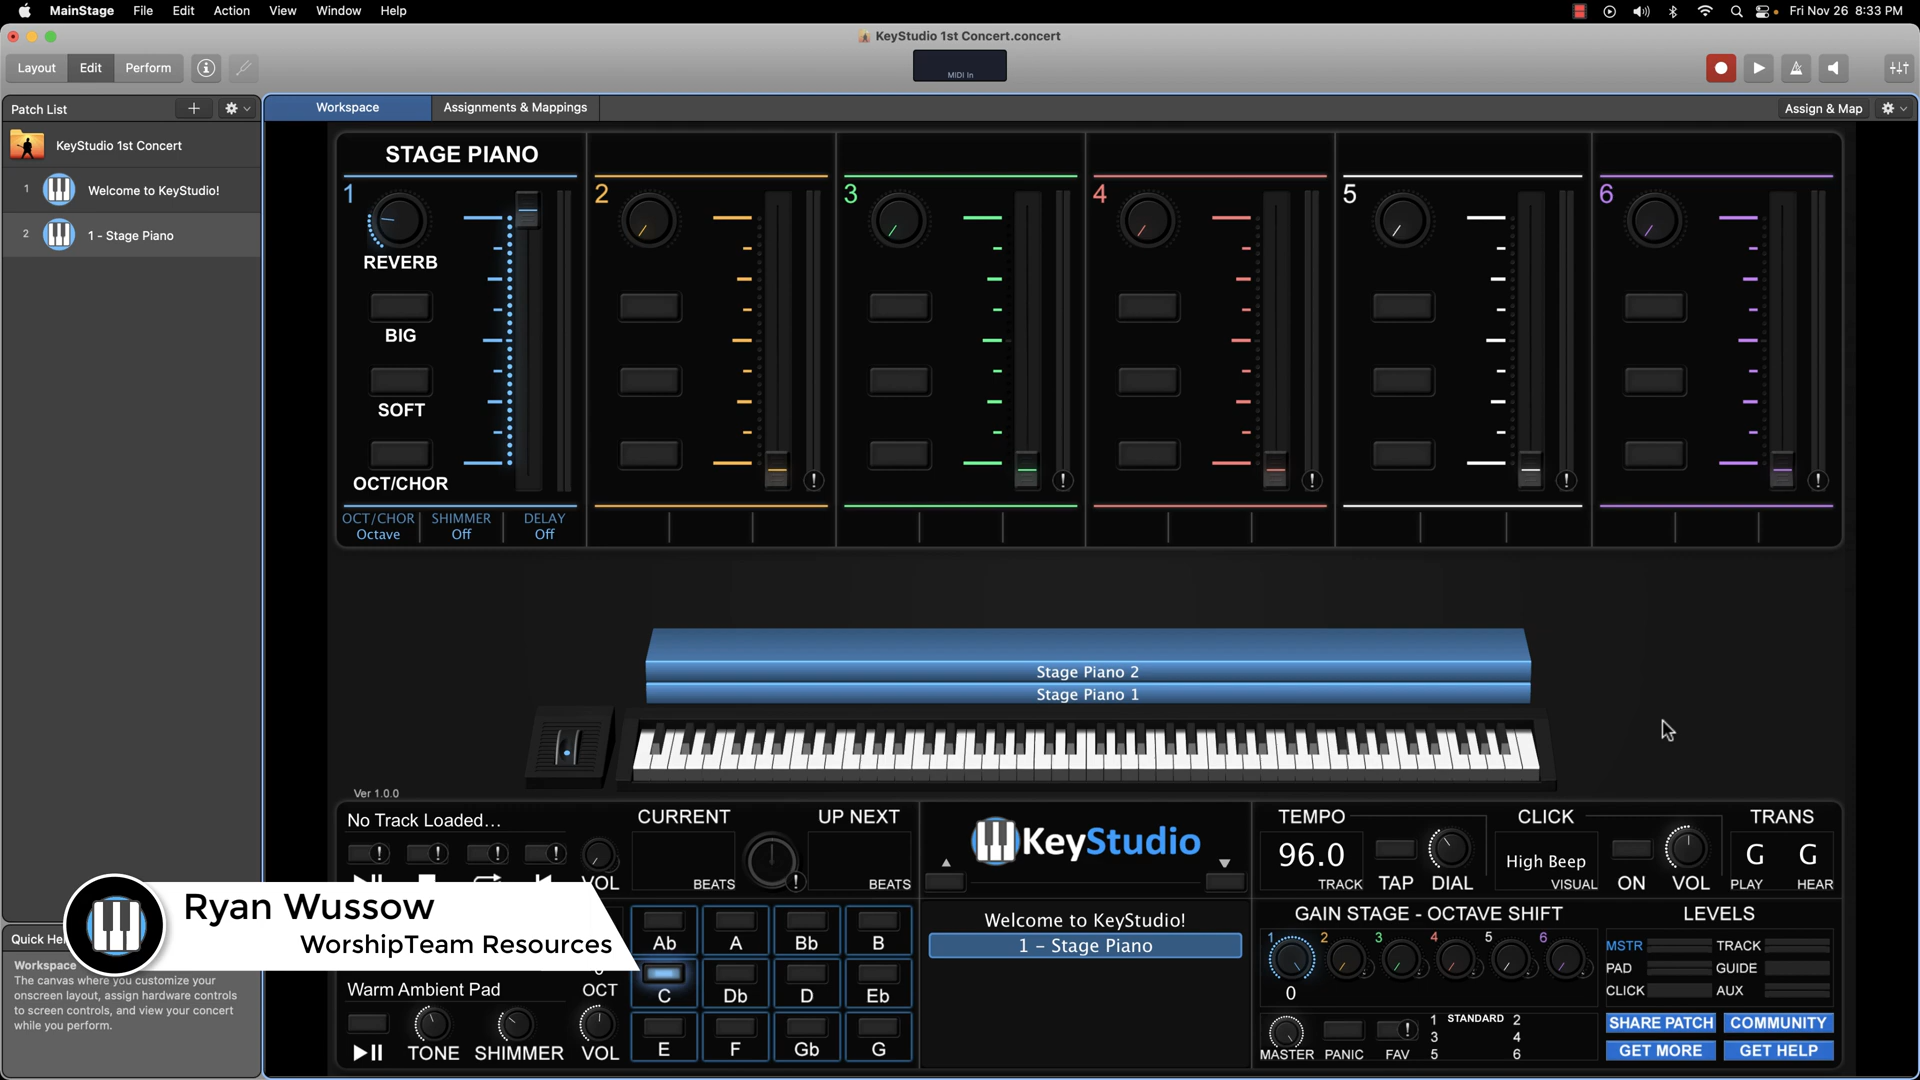 MainStage File Edit Action View Window Help
Fri Nov 26 8:33 PM
KeyStudio 1st Concert.concert
Layout Edit Perform
MIDI In
Patch List
Workspace
Assignments & Mappings
Assign & Map
KeyStudio 1st Concert
1 Welcome to KeyStudio!
2 1 - Stage Piano
STAGE PIANO
1 2 3 4 5 6
REVERB
BIG
SOFT
OCT/CHOR
OCT/CHOR SHIMMER DELAY
Octave Off Off
Stage Piano 2
Stage Piano 1
Ver 1.0.0
No Track Loaded...
VOL
CURRENT UP NEXT
BEATS BEATS
KeyStudio
TEMPO CLICK TRANS
96.0
TRACK TAP DIAL
High Beep
VISUAL ON VOL
G G
PLAY HEAR
Ryan Wussow
WorshipTeam Resources
Ab A Bb B
C Db D Eb
E F Gb G
Welcome to KeyStudio!
1 - Stage Piano
GAIN STAGE - OCTAVE SHIFT
1 2 3 4 5 6
0
LEVELS
MSTR TRACK
PAD GUIDE
CLICK AUX
Workspace
The canvas where you customize your
onscreen layout, assign hardware controls
to screen controls, and view your concert
while you perform.
Warm Ambient Pad
OCT
TONE SHIMMER VOL
MASTER PANIC FAV
1 STANDARD 2
3 4
5 6
SHARE PATCH COMMUNITY
GET MORE GET HELP